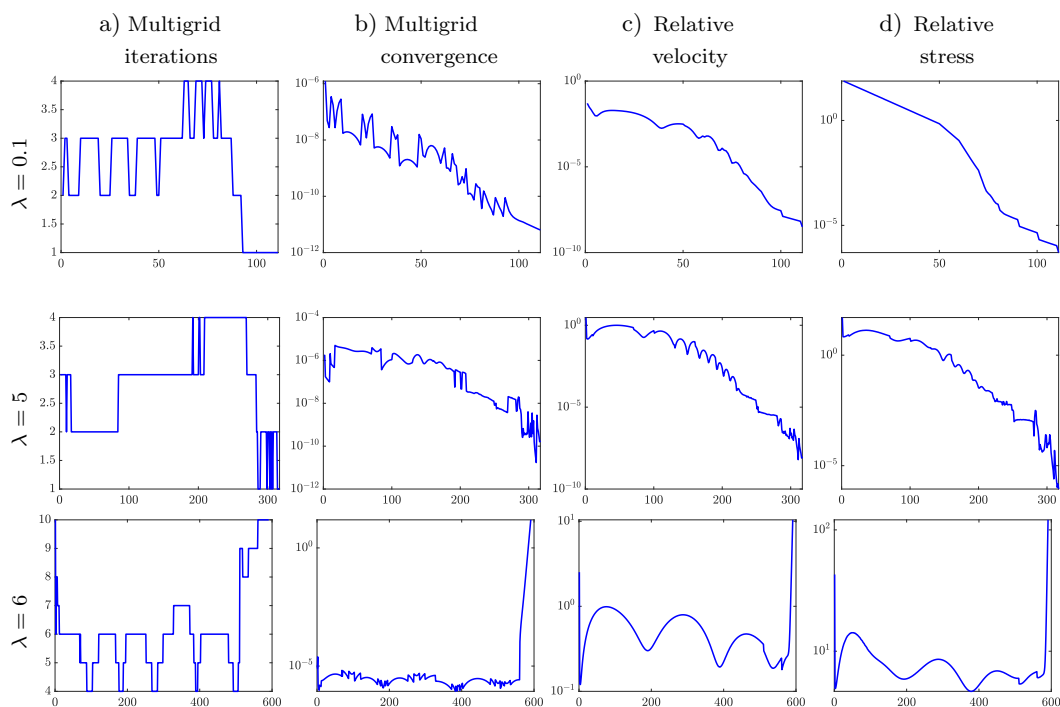 a) Multigrid iterations
b) Multigrid convergence
c) Relative velocity
d) Relative stress
λ = 0.1
4
3.5
3
2.5
2
1.5
1
0 50 100
10^-6
10^-8
10^-10
10^-12
0 50 100
10^0
10^-5
10^-10
0 50 100
10^0
10^-5
0 50 100
λ = 5
4
3.5
3
2.5
2
1.5
1
0 100 200 300
10^-4
10^-6
10^-8
10^-10
10^-12
0 100 200 300
10^0
10^-5
10^-10
0 100 200 300
10^0
10^-5
0 100 200 300
λ = 6
10
9
8
7
6
5
4
0 100 200 300 400 500 600
10^0
10^-5
0 200 400 600
10^1
10^0
10^-1
0 200 400 600
10^2
10^1
0 200 400 600